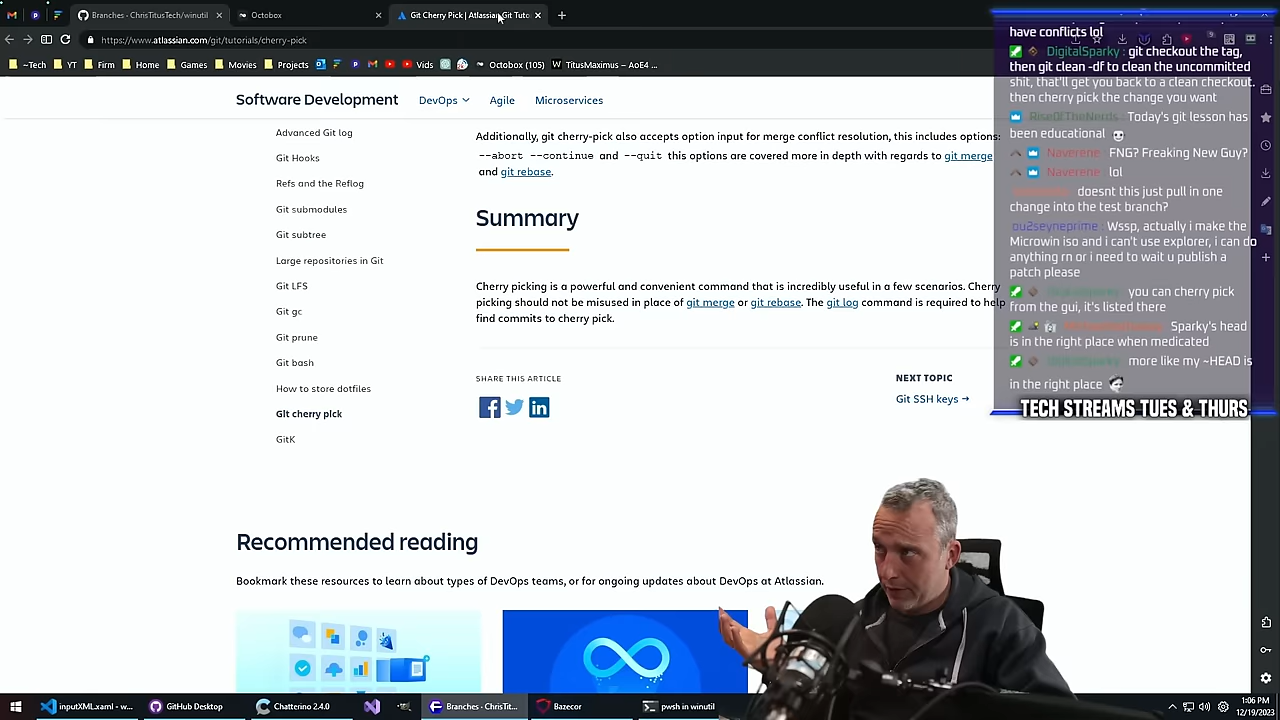 Branches - ChrisTitusTech/winutil
Octobox
Git Cherry Pick | Atlassian Git Tuto
https://www.atlassian.com/git/tutorials/cherry-pick
~Tech
YT
Firm
Home
Games
Movies
Projects
Vids
Octobox (105)
TitusMaximus – AoE4 ...
Software Development
DevOps
Agile
Microservices
Advanced Git log
Git Hooks
Refs and the Reflog
Git submodules
Git subtree
Large repositories in Git
Git LFS
Git gc
Git prune
Git bash
How to store dotfiles
Git cherry pick
GitK
Additionally, git cherry-pick also accepts option input for merge conflict resolution, this includes options:
--abort --continue and --quit this options are covered more in depth with regards to git merge
and git rebase.
Summary
Cherry picking is a powerful and convenient command that is incredibly useful in a few scenarios. Cherry
picking should not be misused in place of git merge or git rebase. The git log command is required to help
find commits to cherry pick.
SHARE THIS ARTICLE
NEXT TOPIC
Git SSH keys →
Recommended reading
Bookmark these resources to learn about types of DevOps teams, or for ongoing updates about DevOps at Atlassian.
have conflicts lol
DigitalSparky : git checkout the tag,
then git clean -df to clean the uncommitted
shit, that'll get you back to a clean checkout.
then cherry pick the change you want
RiseOfTheNerds : Today's git lesson has
been educational
Naverene : FNG? Freaking New Guy?
Naverene : lol
doesnt this just pull in one
change into the test branch?
ou2seyneprime : Wssp, actually i make the
Microwin iso and i can't use explorer, i can do
anything rn or i need to wait u publish a
patch please
you can cherry pick
from the gui, it's listed there
Sparky's head
is in the right place when medicated
more like my ~HEAD is
in the right place
TECH STREAMS TUES & THURS
inputXML.xaml - w...
GitHub Desktop
Chatterino 2.4.0
Branches - ChrisTit...
Bazecor
pwsh in winutil
1:06 PM
12/19/2023